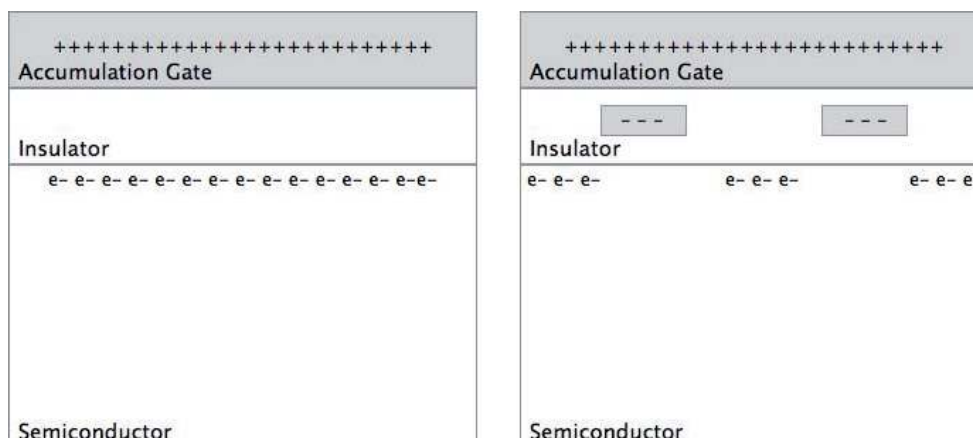 ++++++++++++++++++++++++++
Accumulation Gate
Insulator
e- e- e- e- e- e- e- e- e- e- e- e- e- e-e-
Semiconductor
++++++++++++++++++++++++++
Accumulation Gate
- - - - - -
Insulator
e- e- e- e- e- e- e- e- e
Semiconductor